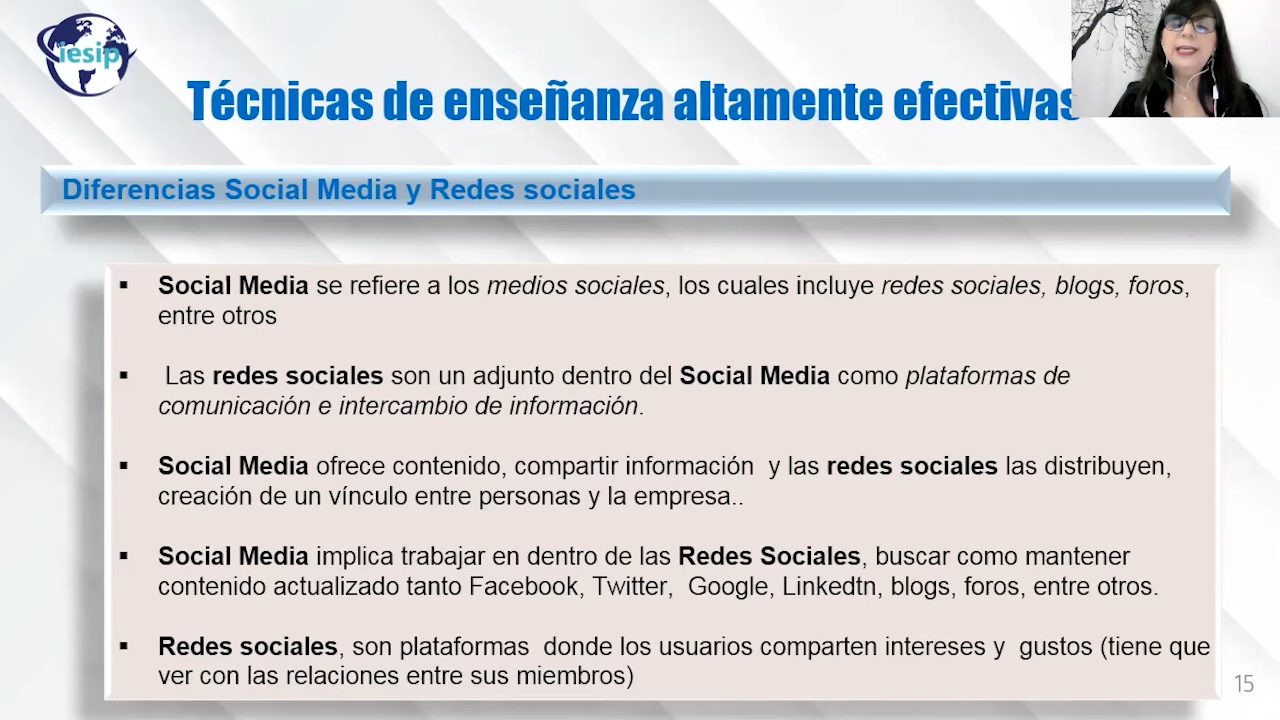 iesip
Técnicas de enseñanza altamente efectivas
Diferencias Social Media y Redes sociales
▪ Social Media se refiere a los medios sociales, los cuales incluye redes sociales, blogs, foros,
entre otros
▪ Las redes sociales son un adjunto dentro del Social Media como plataformas de
comunicación e intercambio de información.
▪ Social Media ofrece contenido, compartir información y las redes sociales las distribuyen,
creación de un vínculo entre personas y la empresa..
▪ Social Media implica trabajar en dentro de las Redes Sociales, buscar como mantener
contenido actualizado tanto Facebook, Twitter, Google, Linkedtn, blogs, foros, entre otros.
▪ Redes sociales, son plataformas donde los usuarios comparten intereses y gustos (tiene que
ver con las relaciones entre sus miembros)
15